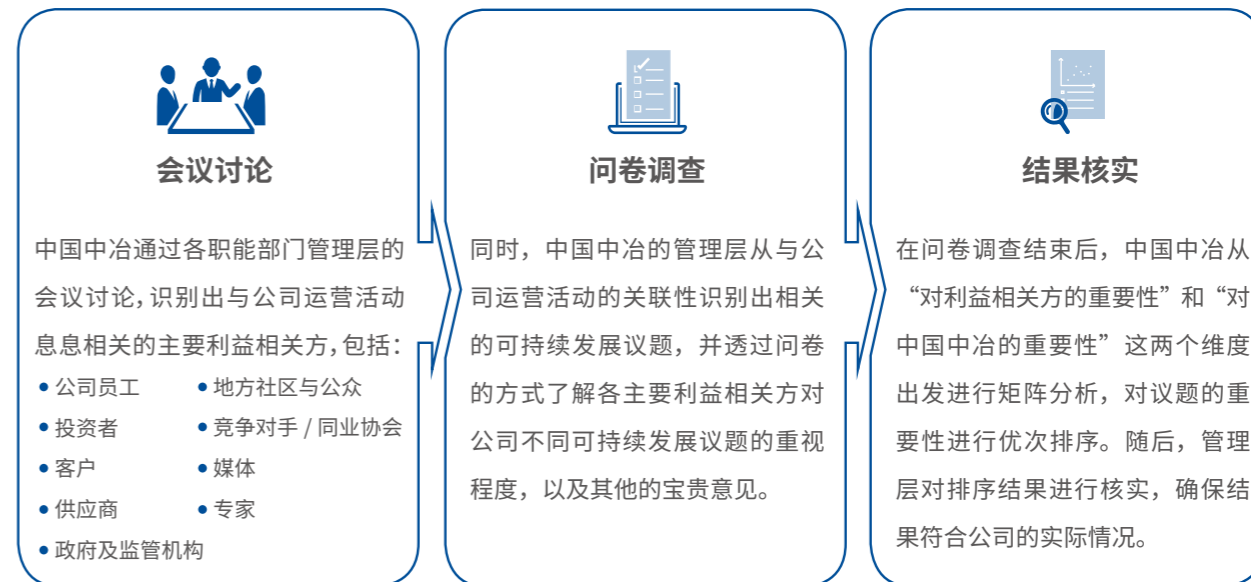 会议讨论
中国中冶通过各职能部门管理层的
会议讨论，识别出与公司运营活动
息息相关的主要利益相关方，包括：
• 公司员工 • 地方社区与公众
• 投资者 • 竞争对手 / 同业协会
• 客户 • 媒体
• 供应商 • 专家
• 政府及监管机构
问卷调查
同时，中国中冶的管理层从与公
司运营活动的关联性识别出相关
的可持续发展议题，并透过问卷
的方式了解各主要利益相关方对
公司不同可持续发展议题的重视
程度，以及其他的宝贵意见。
结果核实
在问卷调查结束后，中国中冶从
“对利益相关方的重要性”和“对
中国中冶的重要性”这两个维度
出发进行矩阵分析，对议题的重
要性进行优次排序。随后，管理
层对排序结果进行核实，确保结
果符合公司的实际情况。